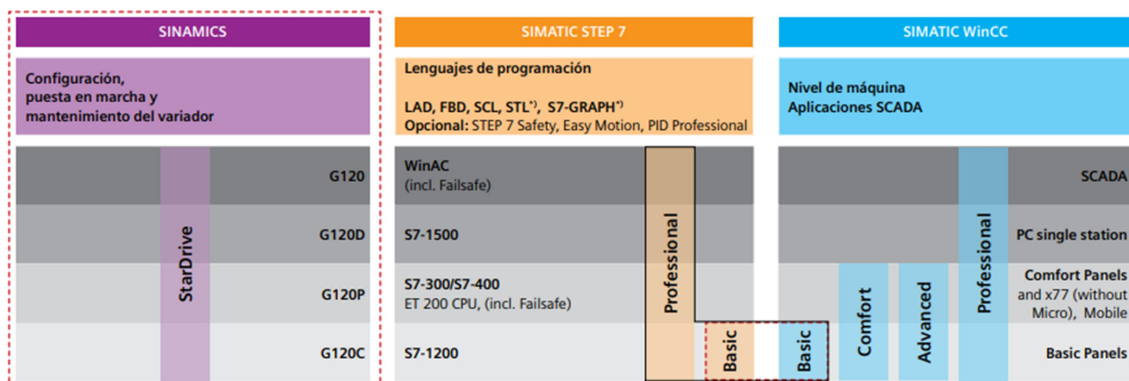 SINAMICS
Configuración,
puesta en marcha y
mantenimiento del variador
G120
G120D
G120P
G120C
StarDrive
SIMATIC STEP 7
Lenguajes de programación
LAD, FBD, SCL, STL*), S7-GRAPH*)
Opcional: STEP 7 Safety, Easy Motion, PID Professional
WinAC
(incl. Failsafe)
S7-1500
S7-300/S7-400
ET 200 CPU, (incl. Failsafe)
S7-1200
Professional
Basic
SIMATIC WinCC
Nivel de máquina
Aplicaciones SCADA
Basic
Comfort
Advanced
Professional
SCADA
PC single station
Comfort Panels
and x77 (without
Micro), Mobile
Basic Panels